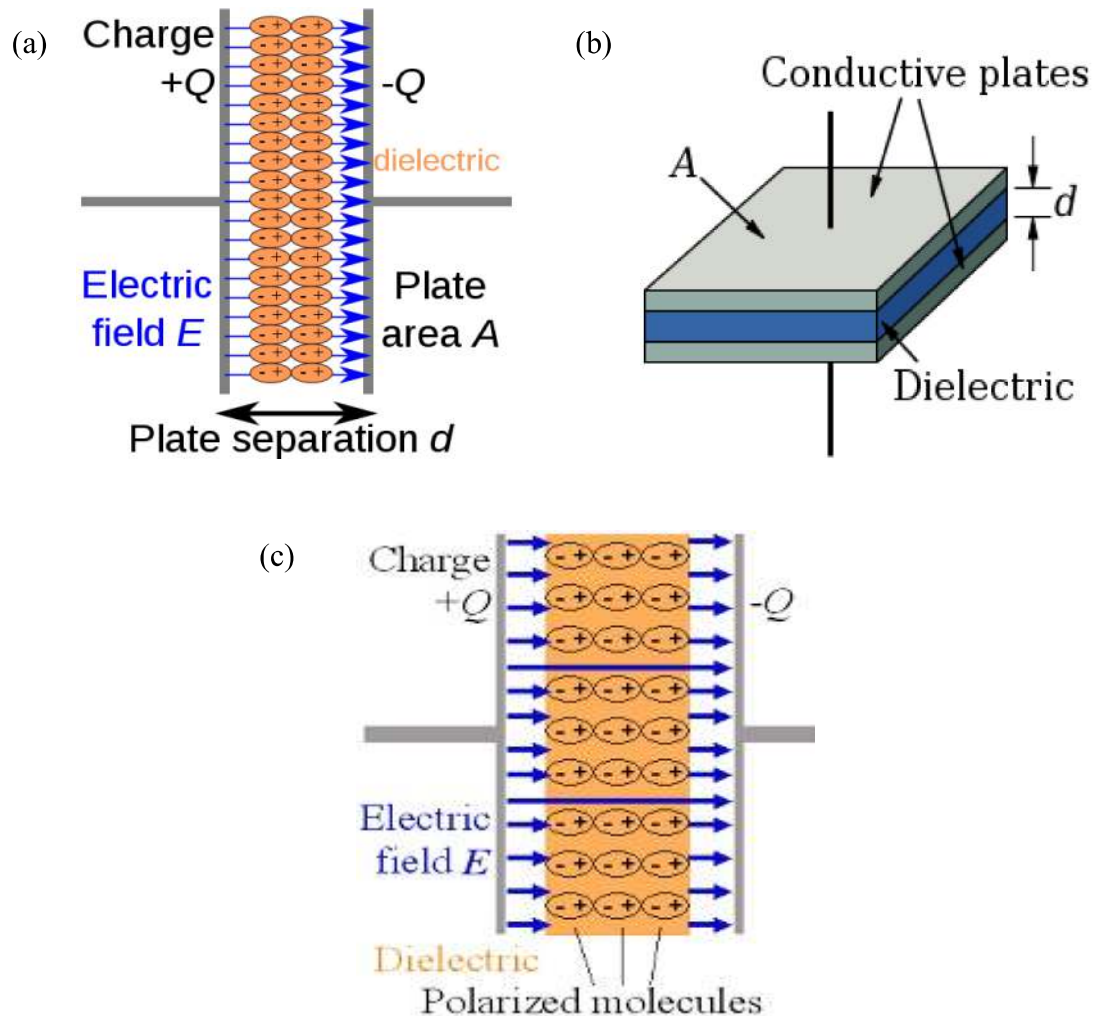 (a)
Charge
+Q
-Q
dielectric
Electric
field E
Plate
area A
Plate separation d
(b)
Conductive plates
A
d
Dielectric
(c)
Charge
+Q
-Q
Electric
field E
Dielectric
Polarized molecules